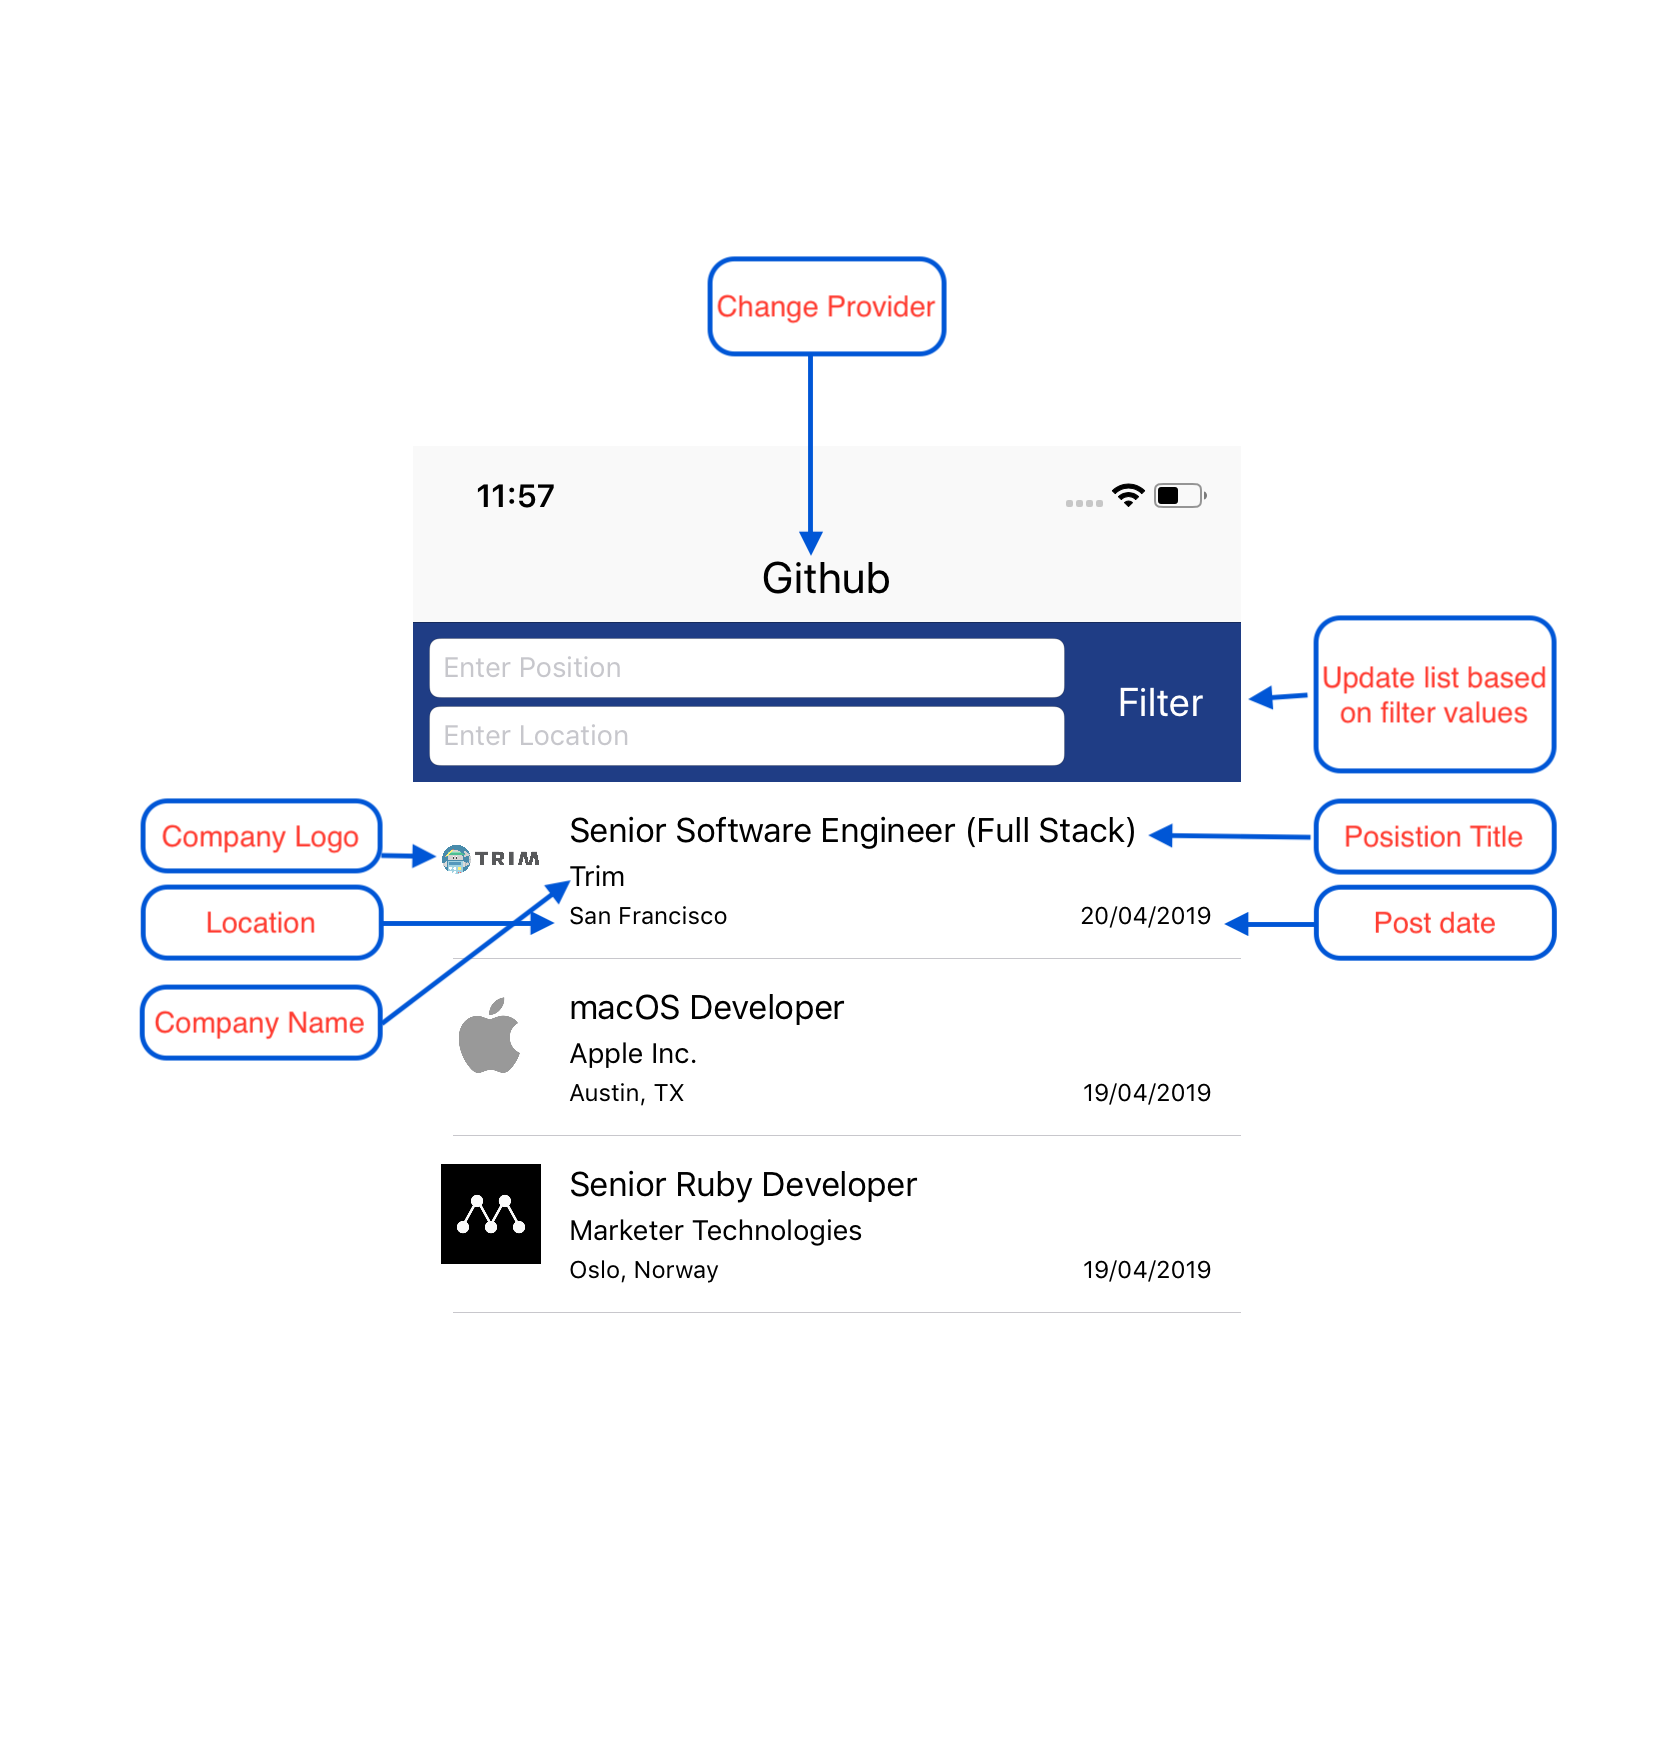 Change Provider
11:57
Github
Enter Position
Enter Location
Filter
Update list based
on filter values
Company Logo
TRIM
Senior Software Engineer (Full Stack)
Posistion Title
Trim
Location
San Francisco
20/04/2019
Post date
Company Name
macOS Developer
Apple Inc.
Austin, TX
19/04/2019
Senior Ruby Developer
Marketer Technologies
Oslo, Norway
19/04/2019